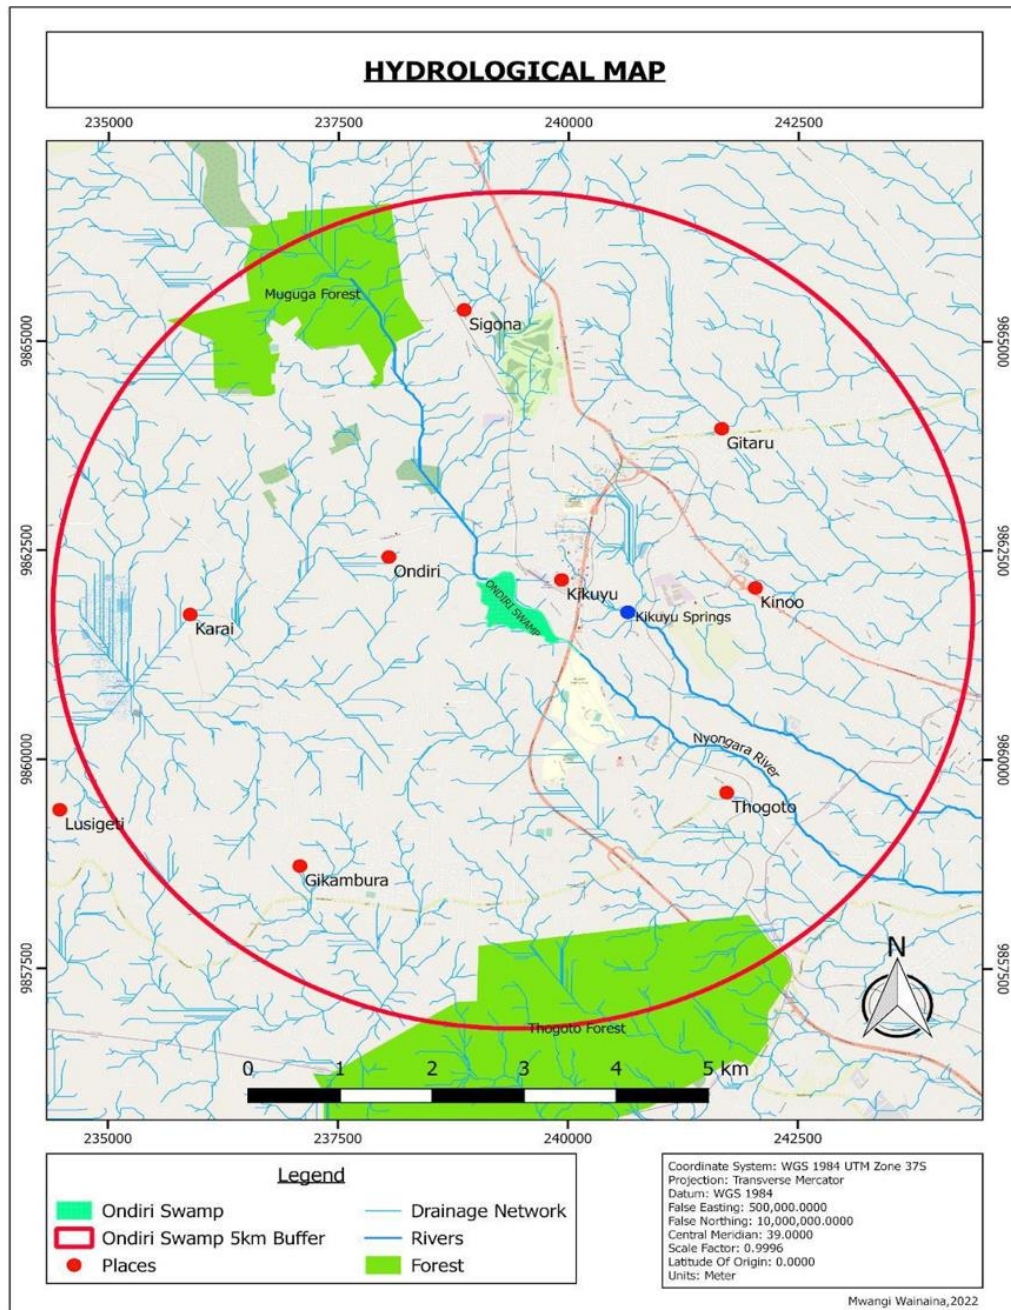 HYDROLOGICAL MAP
235000 237500 240000 242500
9865000
9865000
9862500
9862500
9860000
9860000
9857500
9857500
Muguga Forest
Sigona
Gitaru
Ondiri
Kikuyu
Kinoo
ONDIRI SWAMP
Kikuyu Springs
Karai
Nyongara River
Thogoto
Lusigeti
Gikambura
N
Thogoto Forest
0 1 2 3 4 5 km
235000 237500 240000 242500
Legend
Ondiri Swamp
Ondiri Swamp 5km Buffer
Places
Drainage Network
Rivers
Forest
Coordinate System: WGS 1984 UTM Zone 37S
Projection: Transverse Mercator
Datum: WGS 1984
False Easting: 500,000.0000
False Northing: 10,000,000.0000
Central Meridian: 39.0000
Scale Factor: 0.9996
Latitude Of Origin: 0.0000
Units: Meter
Mwangi Wainaina,2022